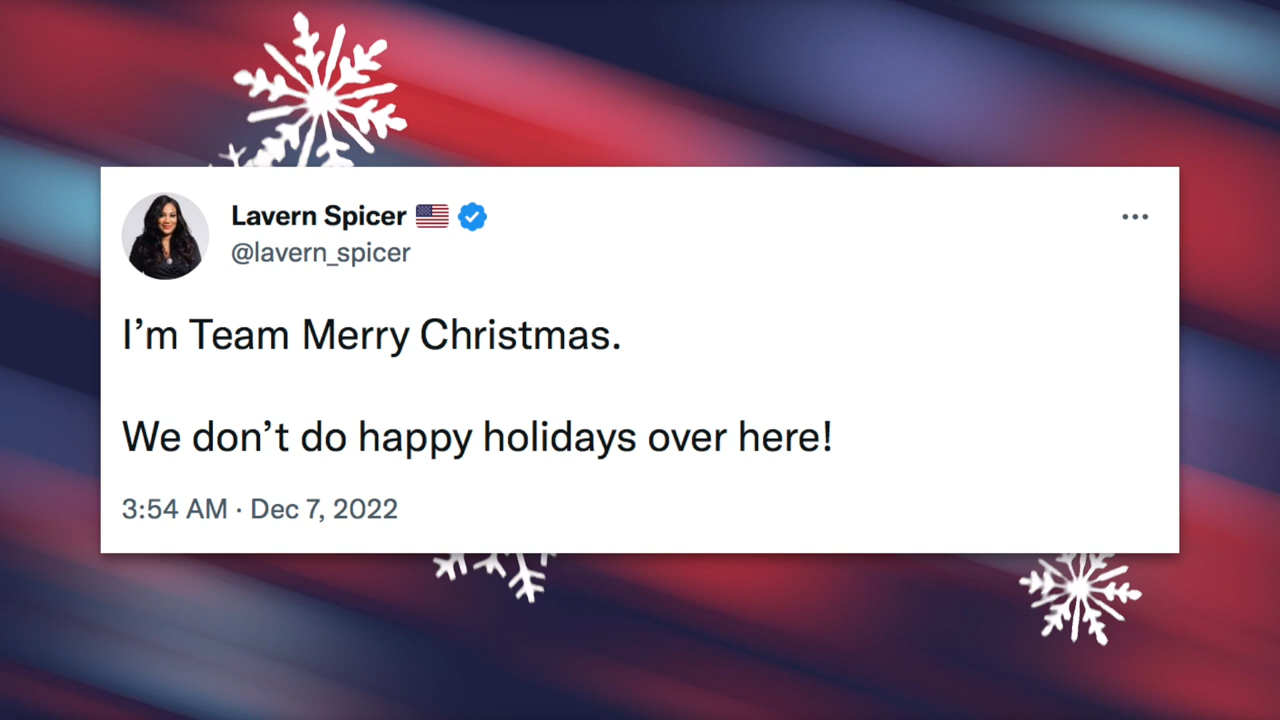 Lavern Spicer 🇺🇸
@lavern_spicer
I’m Team Merry Christmas.
We don’t do happy holidays over here!
3:54 AM · Dec 7, 2022